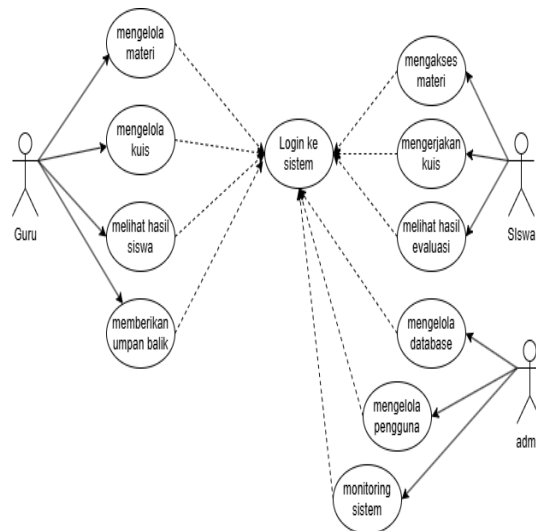 mengelola
materi
mengelola
kuis
melihat hasil
siswa
memberikan
umpan balik
Guru
Login ke
sistem
mengakses
materi
mengerjakan
kuis
melihat hasil
evaluasi
SIswa
mengelola
database
mengelola
pengguna
monitoring
sistem
adm